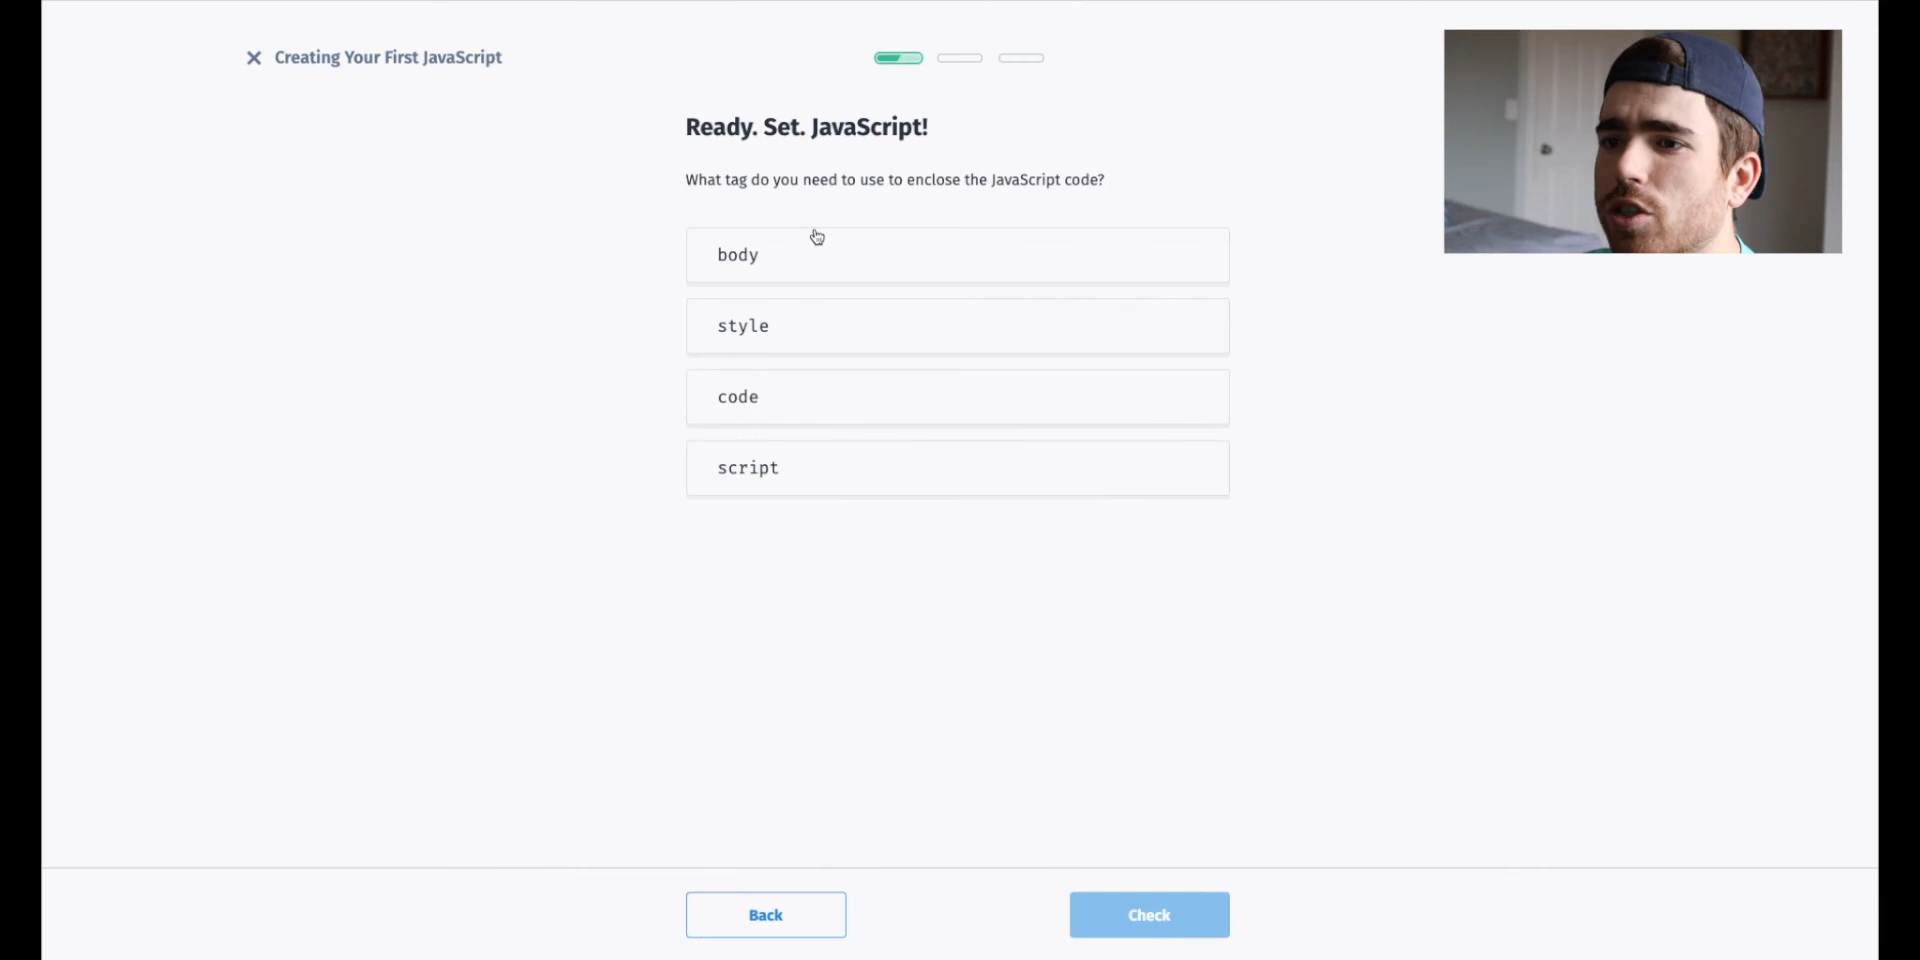 Creating Your First JavaScript
Ready. Set. JavaScript!
What tag do you need to use to enclose the JavaScript code?
body
style
code
script
Back
Check